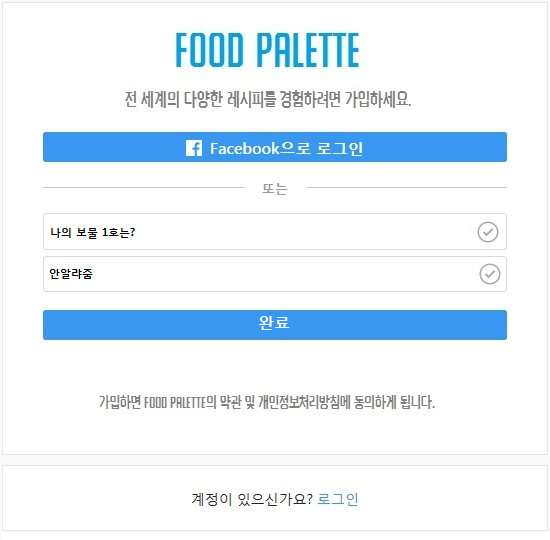 FOOD PALETTE
전 세계의 다양한 레시피를 경험하려면 가입하세요.
Facebook으로 로그인
또는
나의 보물 1호는?
안알랴줌
완료
가입하면 FOOD PALETTE의 약관 및 개인정보처리방침에 동의하게 됩니다.
계정이 있으신가요? 로그인